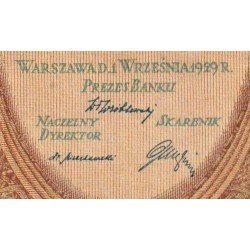 WARSZAWA D. 1 WRZEŚNIA 1929 R.
PREZES BANKU
NACZELNY SKARBNIK
DYREKTOR